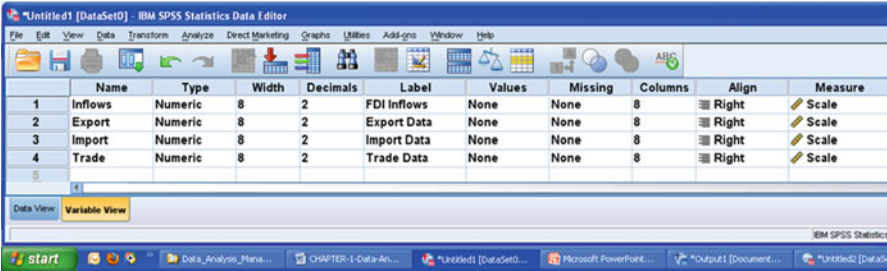 *Untitled1 [DataSet0] - IBM SPSS Statistics Data Editor
File Edit View Data Transform Analyze Direct Marketing Graphs Utilities Add-ons Window Help
Name Type Width Decimals Label Values Missing Columns Align Measure
1 Inflows Numeric 8 2 FDI Inflows None None 8 Right Scale
2 Export Numeric 8 2 Export Data None None 8 Right Scale
3 Import Numeric 8 2 Import Data None None 8 Right Scale
4 Trade Numeric 8 2 Trade Data None None 8 Right Scale
5
Data View Variable View
IBM SPSS Statistics
start Data_Analysis_Mana... CHAPTER-1-Data-An... *Untitled1 [DataSet0... Microsoft PowerPoint... *Output1 [Document... *Untitled2 [DataS